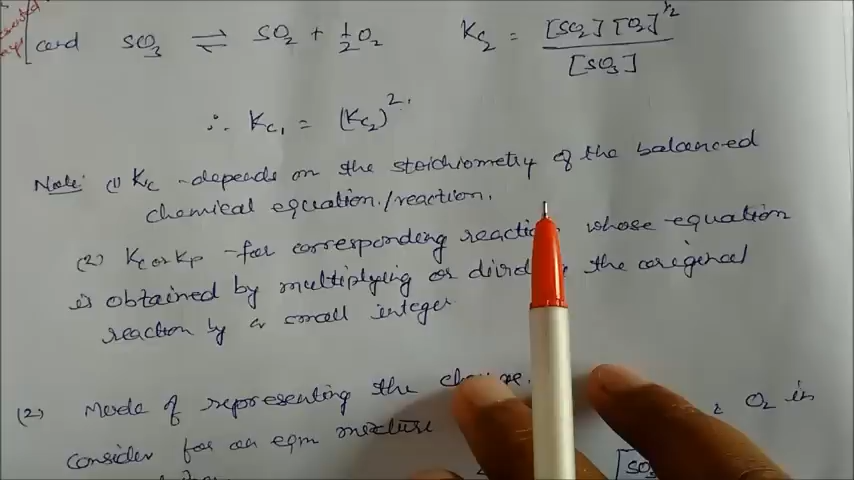 and SO3 ⇌ SO2 + 1/2 O2 Kc2 = [SO2] [O2]^1/2 / [SO3]
∴ Kc1 = (Kc2)^2.
Note: (1) Kc -depends on the stoichiometry of the balanced
chemical equation./reaction.
(2) Kc or Kp -for corresponding whose equation
is obtained by multiplying or the original
reaction by a small integer
(2) Mode of representing the
consider for an eqm mixture O2 in